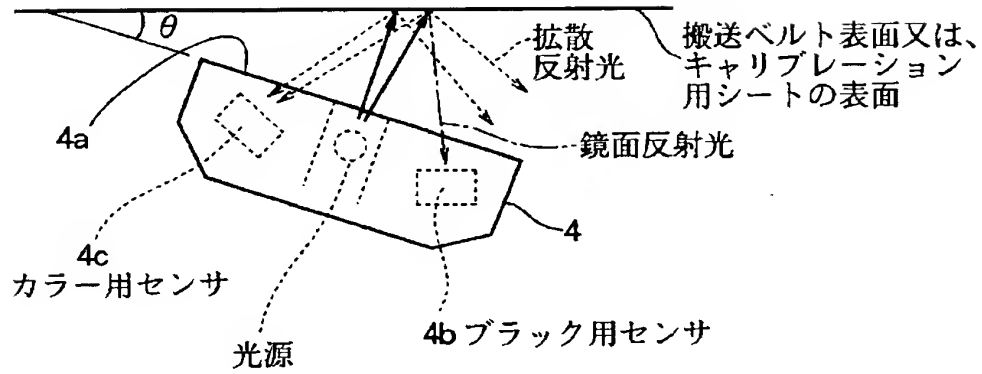 θ
拡散
反射光
搬送ベルト表面又は、
キャリブレーション
用シートの表面
4a
鏡面反射光
4
4c
カラー用センサ
4bブラック用センサ
光源